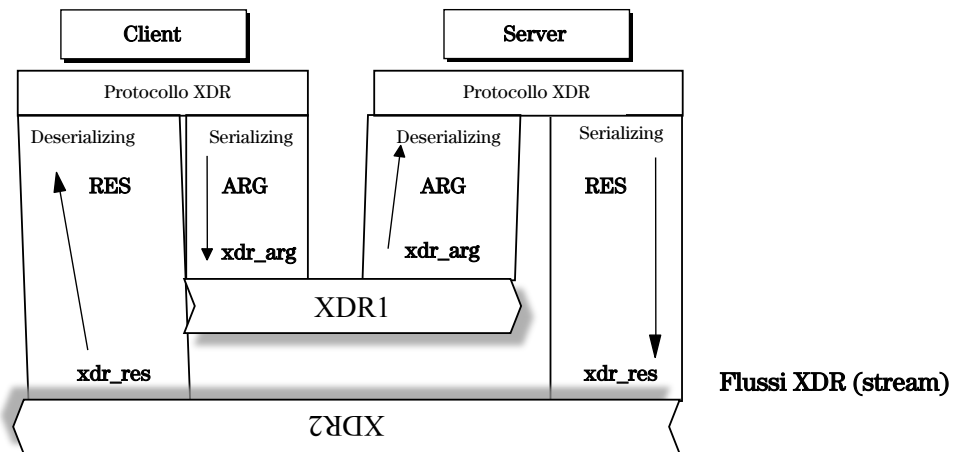 Client
Server
Protocollo XDR
Protocollo XDR
Deserializing
Serializing
Deserializing
Serializing
RES
ARG
ARG
RES
xdr_arg
xdr_arg
XDR1
xdr_res
xdr_res
Flussi XDR (stream)
XDR2